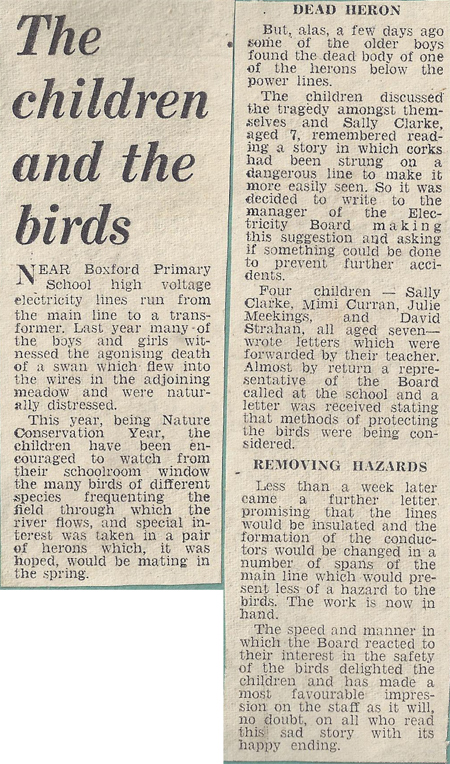 The
children
and the
birds
NEAR Boxford Primary
School high voltage
electricity lines run from
the main line to a trans-
former. Last year many of
the boys and girls wit-
nessed the agonising death
of a swan which flew into
the wires in the adjoining
meadow and were natur-
ally distressed.
This year, being Nature
Conservation Year, the
children have been en-
couraged to watch from
their schoolroom window
the many birds of different
species frequenting the
field through which the
river flows, and special in-
terest was taken in a pair
of herons which, it was
hoped, would be mating in
the spring.
DEAD HERON
But, alas, a few days ago
some of the older boys
found the dead body of one
of the herons below the
power lines.
The children discussed
the tragedy amongst them-
selves and Sally Clarke,
aged 7, remembered read-
ing a story in which corks
had been strung on a
dangerous line to make it
more easily seen. So it was
decided to write to the
manager of the Elec-
tricity Board making
this suggestion and asking
if something could be done
to prevent further acci-
dents.
Four children — Sally
Clarke, Mimi Curran, Julie
Meekings, and David
Strahan, all aged seven—
wrote letters which were
forwarded by their teacher.
Almost by return a repre-
sentative of the Board
called at the school and a
letter was received stating
that methods of protecting
the birds were being con-
sidered.
REMOVING HAZARDS
Less than a week later
came a further letter
promising that the lines
would be insulated and the
formation of the conduc-
tors would be changed in a
number of spans of the
main line which would pre-
sent less of a hazard to the
birds. The work is now in
hand.
The speed and manner in
which the Board reacted to
their interest in the safety
of the birds delighted the
children and has made a
most favourable impres-
sion on the staff as it will,
no doubt, on all who read
this sad story with its
happy ending.